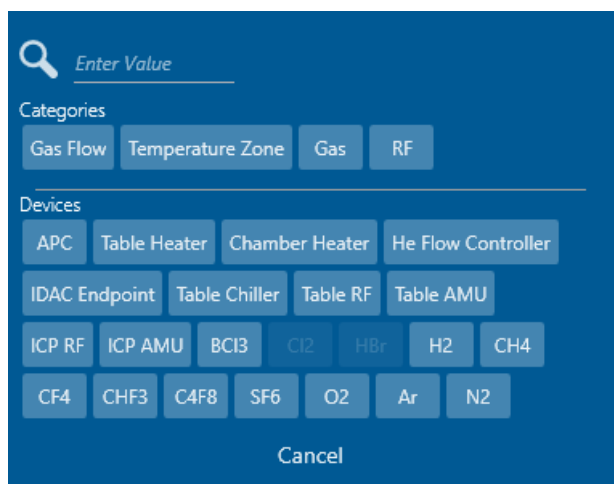 Enter Value
Categories
Gas Flow Temperature Zone Gas RF
Devices
APC Table Heater Chamber Heater He Flow Controller
IDAC Endpoint Table Chiller Table RF Table AMU
ICP RF ICP AMU BCl3 Cl2 HBr H2 CH4
CF4 CHF3 C4F8 SF6 O2 Ar N2
Cancel